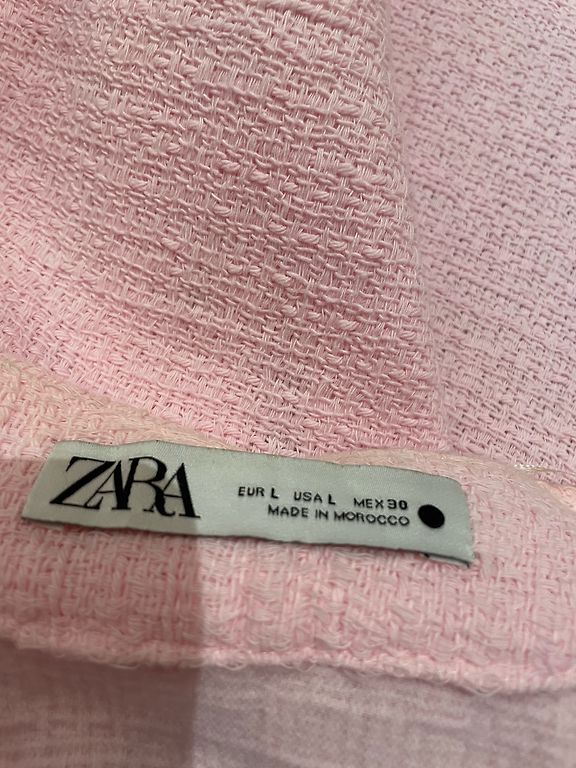 ZARA
EUR L USA L MEX 30
MADE IN MOROCCO